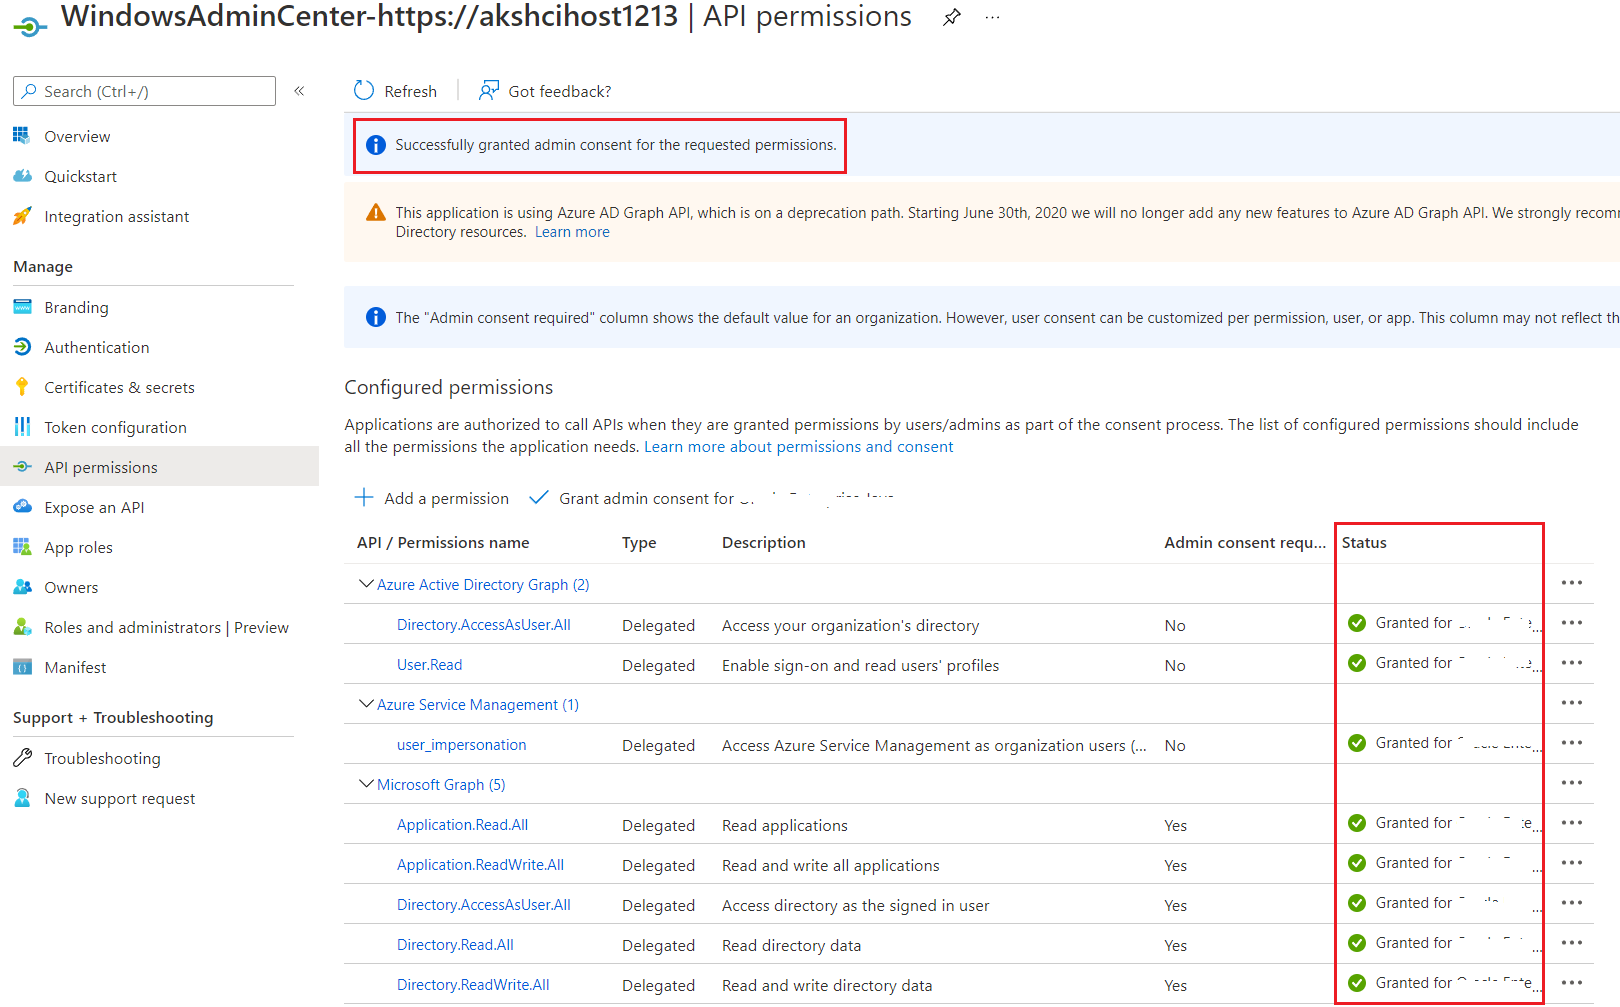 WindowsAdminCenter-https://akshcihost1213 | API permissions
Search (Ctrl+/)
«
Overview
Quickstart
Integration assistant
Manage
Branding
Authentication
Certificates & secrets
Token configuration
API permissions
Expose an API
App roles
Owners
Roles and administrators | Preview
Manifest
Support + Troubleshooting
Troubleshooting
New support request
Refresh
Got feedback?
Successfully granted admin consent for the requested permissions.
This application is using Azure AD Graph API, which is on a deprecation path. Starting June 30th, 2020 we will no longer add any new features to Azure AD Graph API. We strongly
Directory resources. Learn more
The "Admin consent required" column shows the default value for an organization. However, user consent can be customized per permission, user, or app. This column may not reflect
Configured permissions
Applications are authorized to call APIs when they are granted permissions by users/admins as part of the consent process. The list of configured permissions should include
all the permissions the application needs. Learn more about permissions and consent
Add a permission
Grant admin consent for
API / Permissions name Type Description Admin consent requ... Status
Azure Active Directory Graph (2)
Directory.AccessAsUser.All Delegated Access your organization's directory No Granted for
User.Read Delegated Enable sign-on and read users' profiles No Granted for
Azure Service Management (1)
user_impersonation Delegated Access Azure Service Management as organization users (... No Granted for
Microsoft Graph (5)
Application.Read.All Delegated Read applications Yes Granted for
Application.ReadWrite.All Delegated Read and write all applications Yes Granted for
Directory.AccessAsUser.All Delegated Access directory as the signed in user Yes Granted for
Directory.Read.All Delegated Read directory data Yes Granted for
Directory.ReadWrite.All Delegated Read and write directory data Yes Granted for